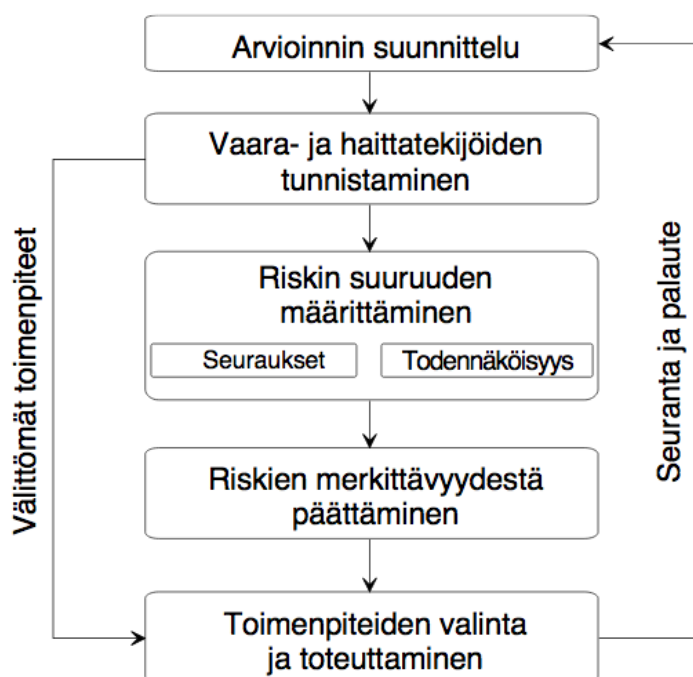 Arvioinnin suunnittelu
Vaara- ja haittatekijöiden
tunnistaminen
Riskin suuruuden
määrittäminen
Seuraukset
Todennäköisyys
Riskien merkittävyydestä
päättäminen
Toimenpiteiden valinta
ja toteuttaminen
Välittömät toimenpiteet
Seuranta ja palaute